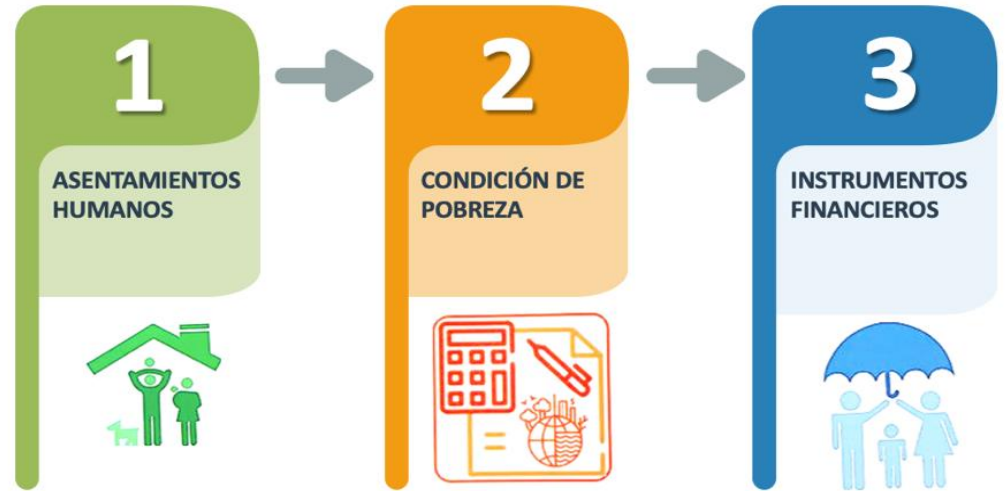 1
ASENTAMIENTOS
HUMANOS
2
CONDICIÓN DE
POBREZA
3
INSTRUMENTOS
FINANCIEROS